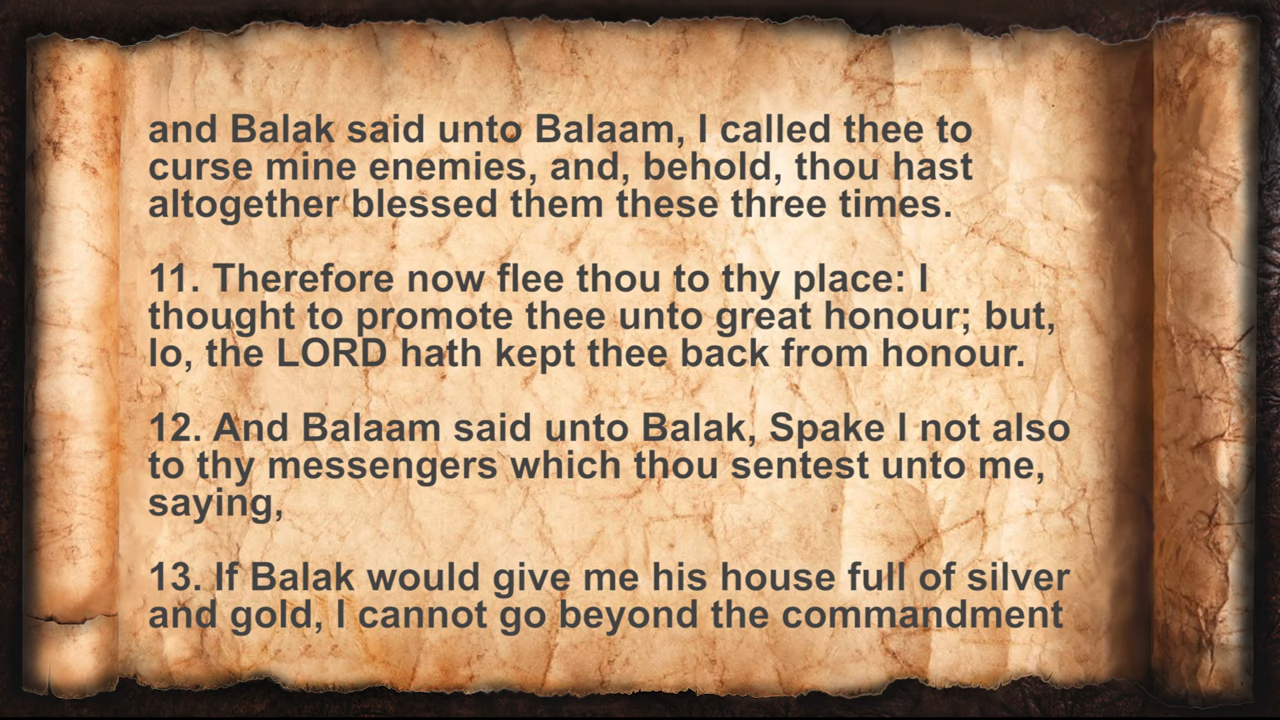 and Balak said unto Balaam, I called thee to
curse mine enemies, and, behold, thou hast
altogether blessed them these three times.
11. Therefore now flee thou to thy place: I
thought to promote thee unto great honour; but,
lo, the LORD hath kept thee back from honour.
12. And Balaam said unto Balak, Spake I not also
to thy messengers which thou sentest unto me,
saying,
13. If Balak would give me his house full of silver
and gold, I cannot go beyond the commandment